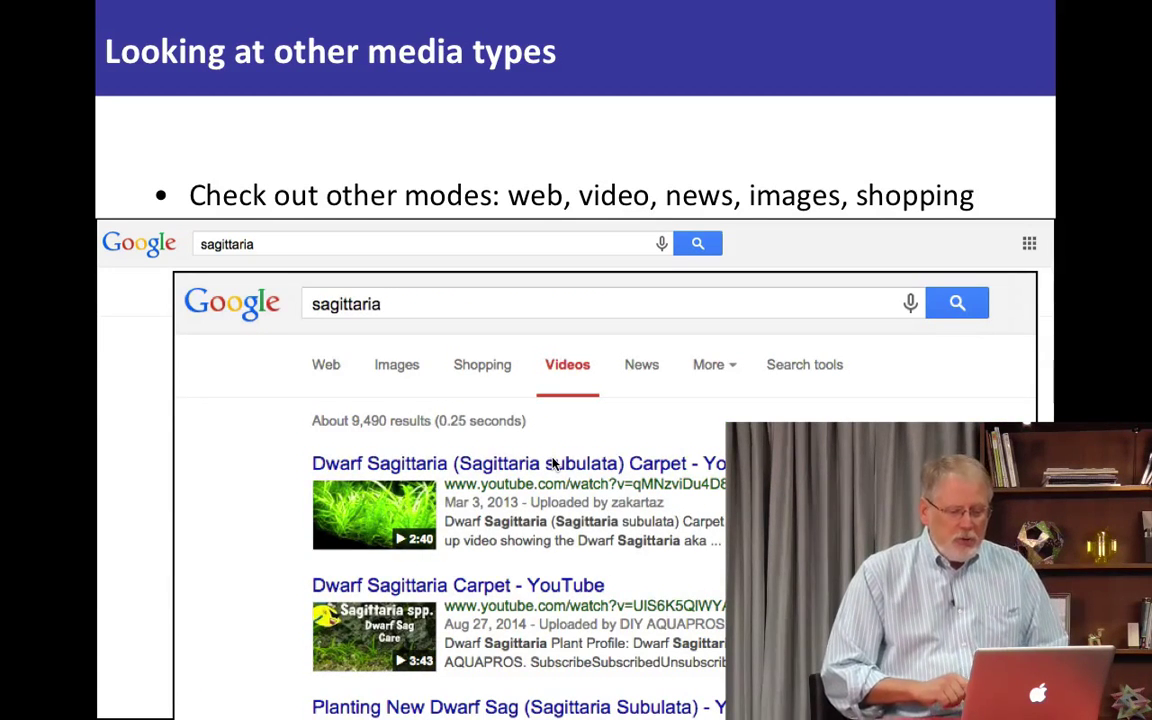 Looking at other media types
• Check out other modes: web, video, news, images, shopping
Google sagittaria
Google sagittaria
Web Images Shopping Videos News More Search tools
About 9,490 results (0.25 seconds)
Dwarf Sagittaria (Sagittaria subulata) Carpet - Yo
www.youtube.com/watch?v=qMNzviDu4D8
Mar 3, 2013 - Uploaded by zakartaz
Dwarf Sagittaria (Sagittaria subulata) Carpet
up video showing the Dwarf Sagittaria aka ...
2:40
Dwarf Sagittaria Carpet - YouTube
www.youtube.com/watch?v=UIS6K5QIWYA
Aug 27, 2014 - Uploaded by DIY AQUAPROS
Dwarf Sagittaria Plant Profile: Dwarf Sagittar
AQUAPROS. SubscribeSubscribedUnsubscrib
Sagittaria spp.
Dwarf Sag
Care
3:43
Planting New Dwarf Sag (Sagittaria Subulata) - Y